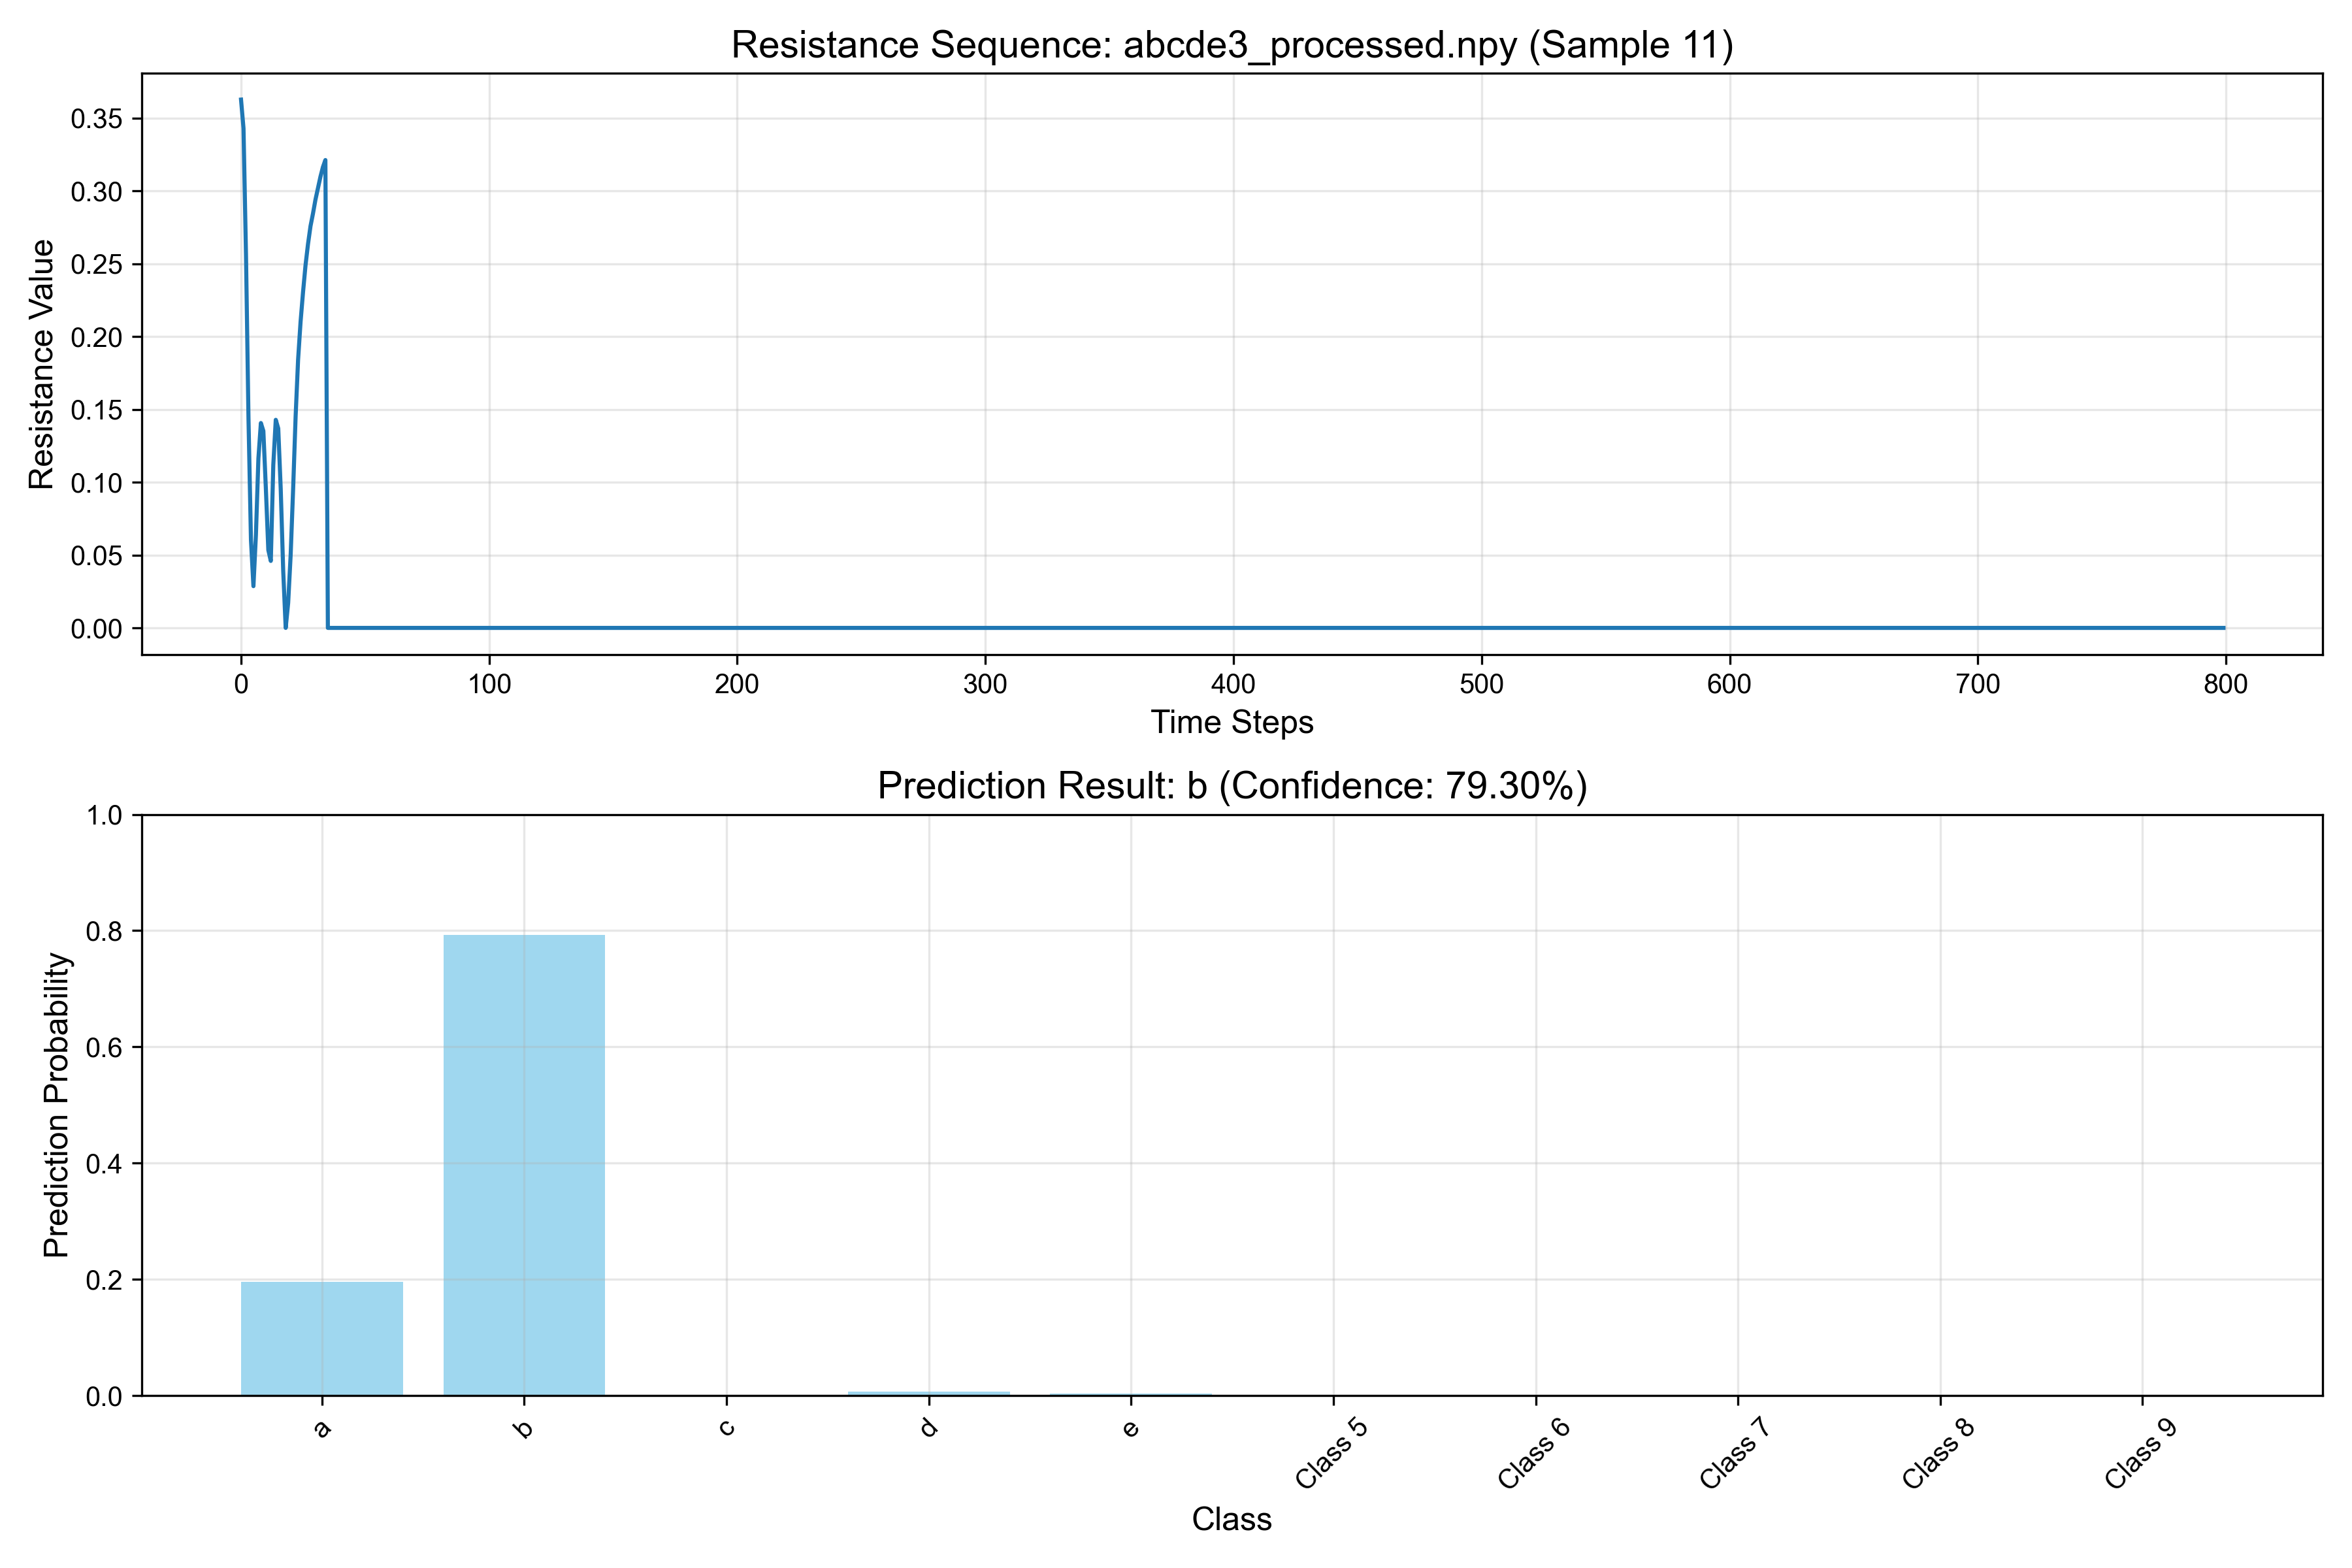 Resistance Sequence: abcde3_processed.npy (Sample 11)
Resistance Value
0.35
0.30
0.25
0.20
0.15
0.10
0.05
0.00
0 100 200 300 400 500 600 700 800
Time Steps
Prediction Result: b (Confidence: 79.30%)
Prediction Probability
1.0
0.8
0.6
0.4
0.2
0.0
a b c d e Class 5 Class 6 Class 7 Class 8 Class 9
Class